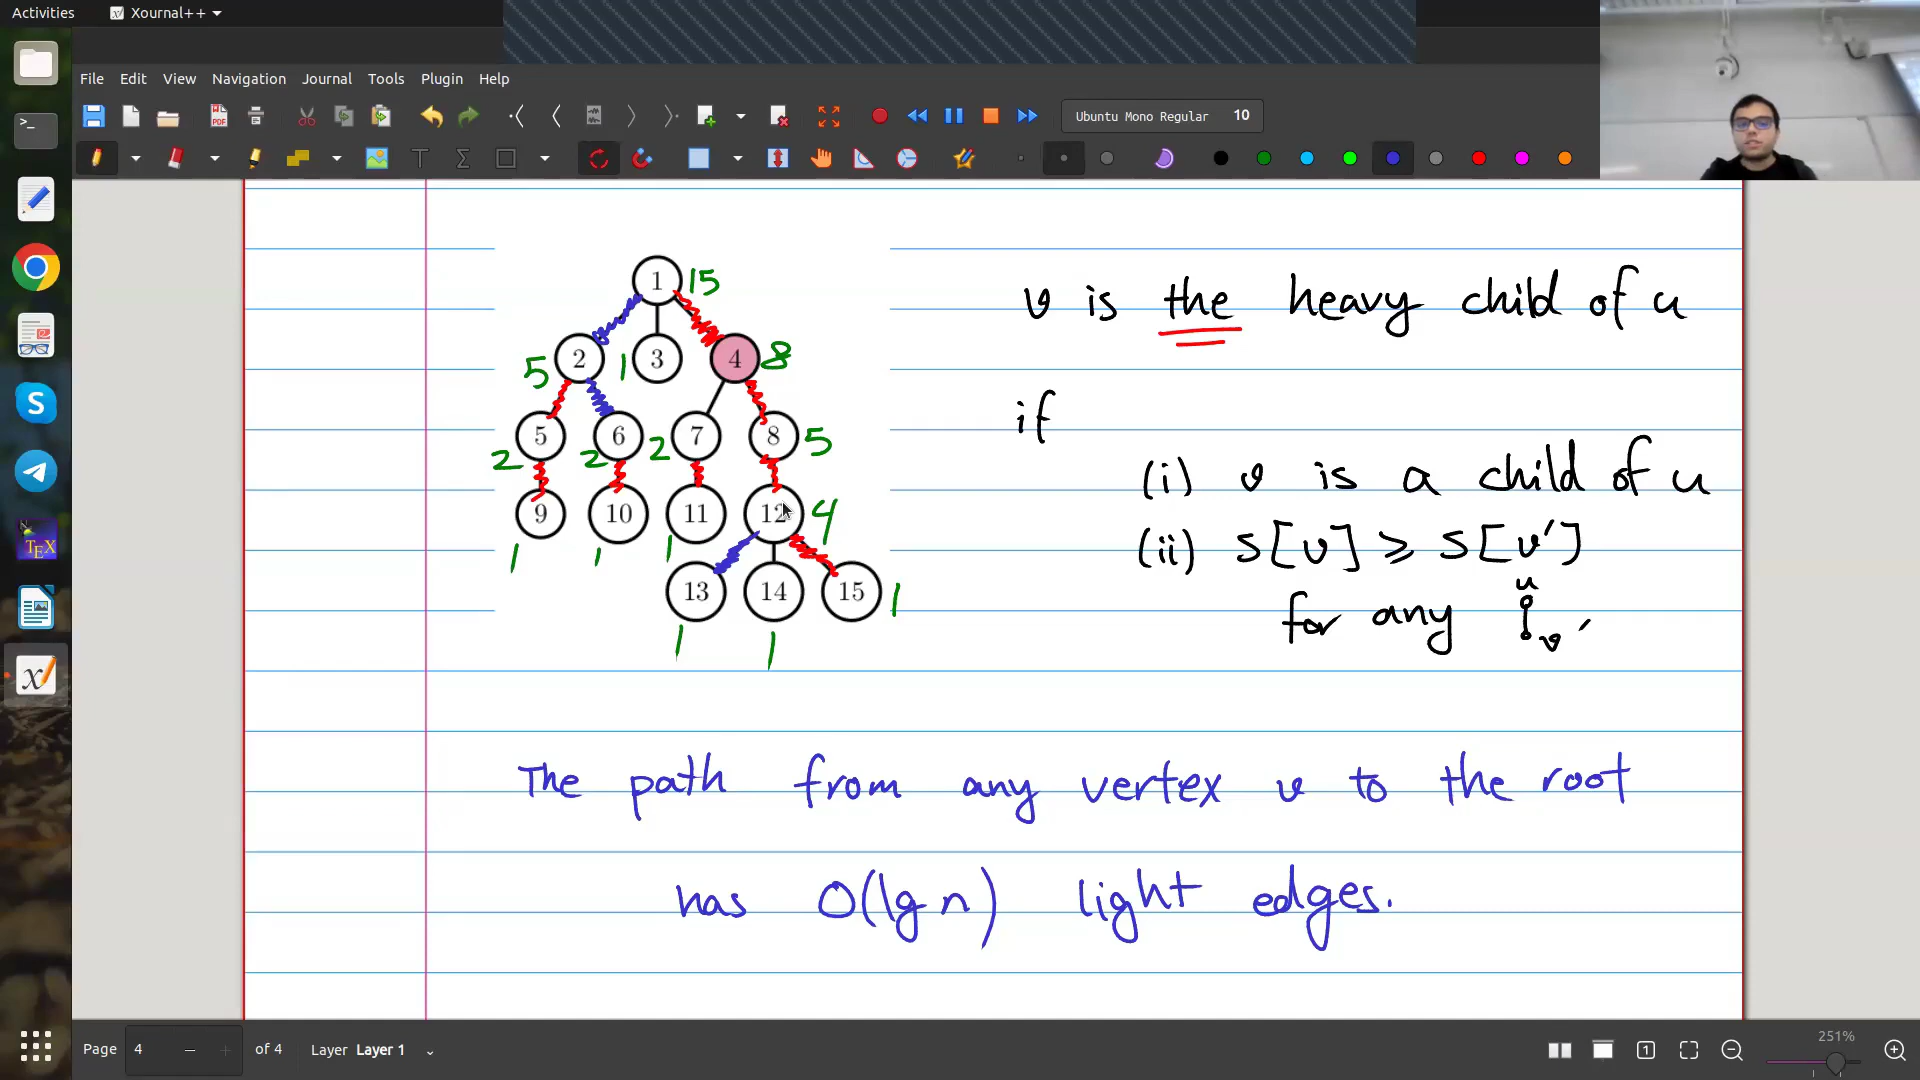 Activities Xournal++
File Edit View Navigation Journal Tools Plugin Help
Ubuntu Mono Regular 10
1 15
2 3 4
5 1 8
5 6 7 8
2 2 2 5
9 10 11 12
1 1 1 4
13 14 15
1 1 1
v is the heavy child of u
if
(i) v is a child of u
(ii) s[v] ≥ s[v']
u
for any v'
The path from any vertex v to the root
has O(lg n) light edges.
TEX
Page 4 of 4 Layer Layer 1
251%